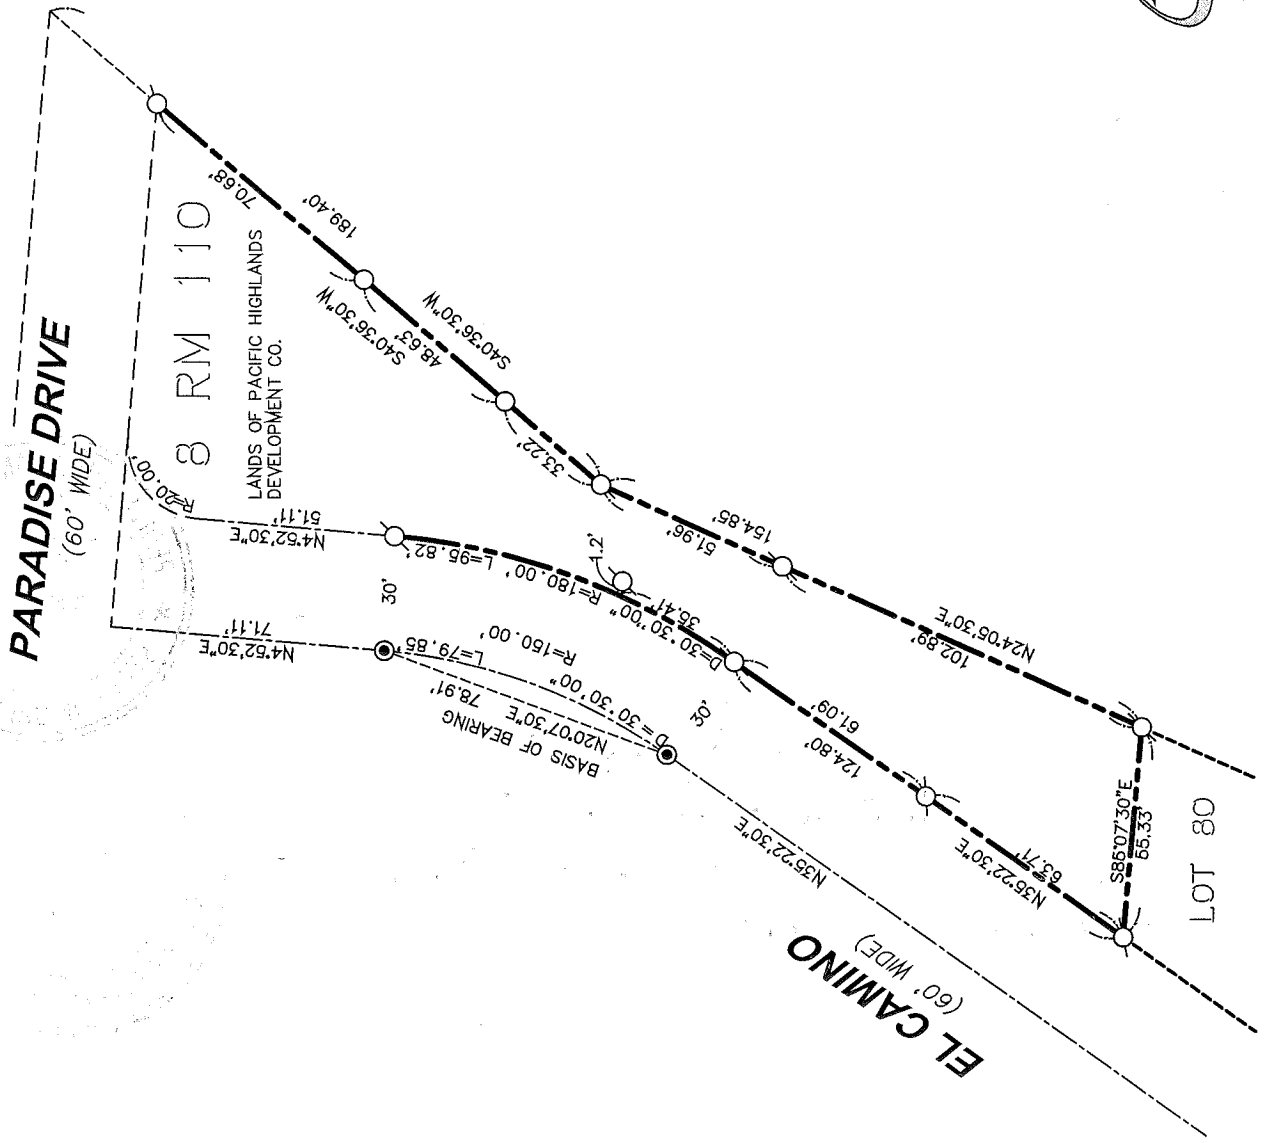 PARADISE DRIVE
(60' WIDE)
R=20.00'
8 RM 110
LANDS OF PACIFIC HIGHLANDS
DEVELOPMENT CO.
70.68'
189.40'
S40°36'30"W
48.63'
S40°36'30"W
33.22'
N4°52'30"E
51.11'
N4°52'30"E
71.11'
30'
L=95.82'
R=180.00'
D=30°30'00"
1.2'
35.41'
L=79.85'
R=150.00'
D=30°30'00"
78.91'
N20°07'30"E
BASIS OF BEARING
30'
51.96'
154.85'
N24°05'30"E
102.89'
61.09'
124.80'
N35°22'30"E
63.71'
N35°22'30"E
S85°07'30"E
55.33'
LOT 80
EL CAMINO
(60' WIDE)